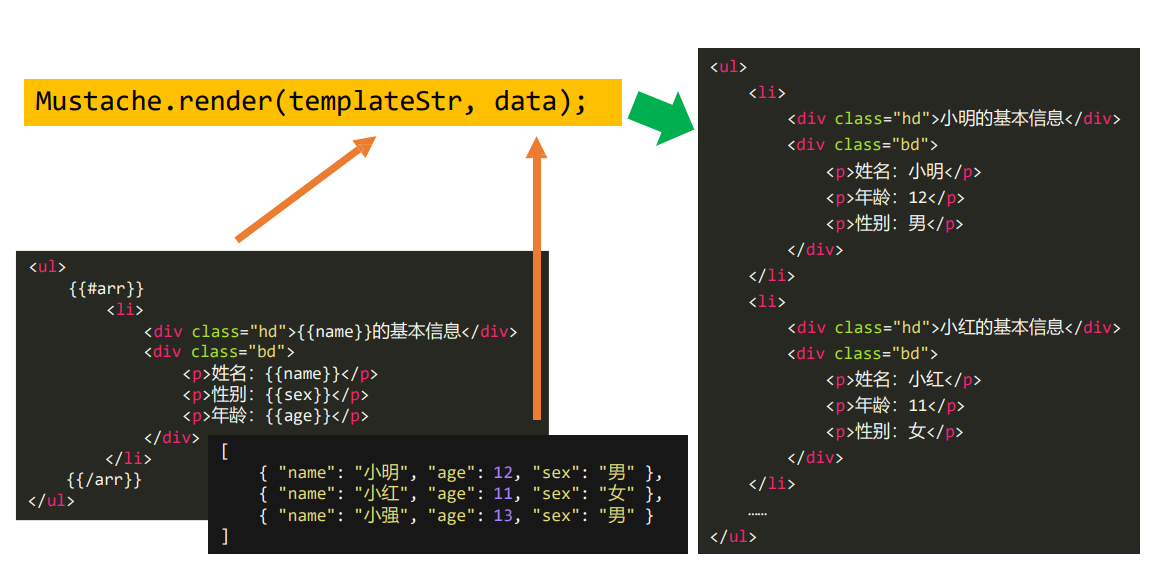 Mustache.render(templateStr, data);
<ul>
{{#arr}}
<li>
<div class="hd">{{name}}的基本信息</div>
<div class="bd">
<p>姓名：{{name}}</p>
<p>性别：{{sex}}</p>
<p>年龄：{{age}}</p>
</div>
</li>
{{/arr}}
</ul>
[
{ "name": "小明", "age": 12, "sex": "男" },
{ "name": "小红", "age": 11, "sex": "女" },
{ "name": "小强", "age": 13, "sex": "男" }
]
<ul>
<li>
<div class="hd">小明的基本信息</div>
<div class="bd">
<p>姓名：小明</p>
<p>年龄：12</p>
<p>性别：男</p>
</div>
</li>
<li>
<div class="hd">小红的基本信息</div>
<div class="bd">
<p>姓名：小红</p>
<p>年龄：11</p>
<p>性别：女</p>
</div>
</li>
……
</ul>